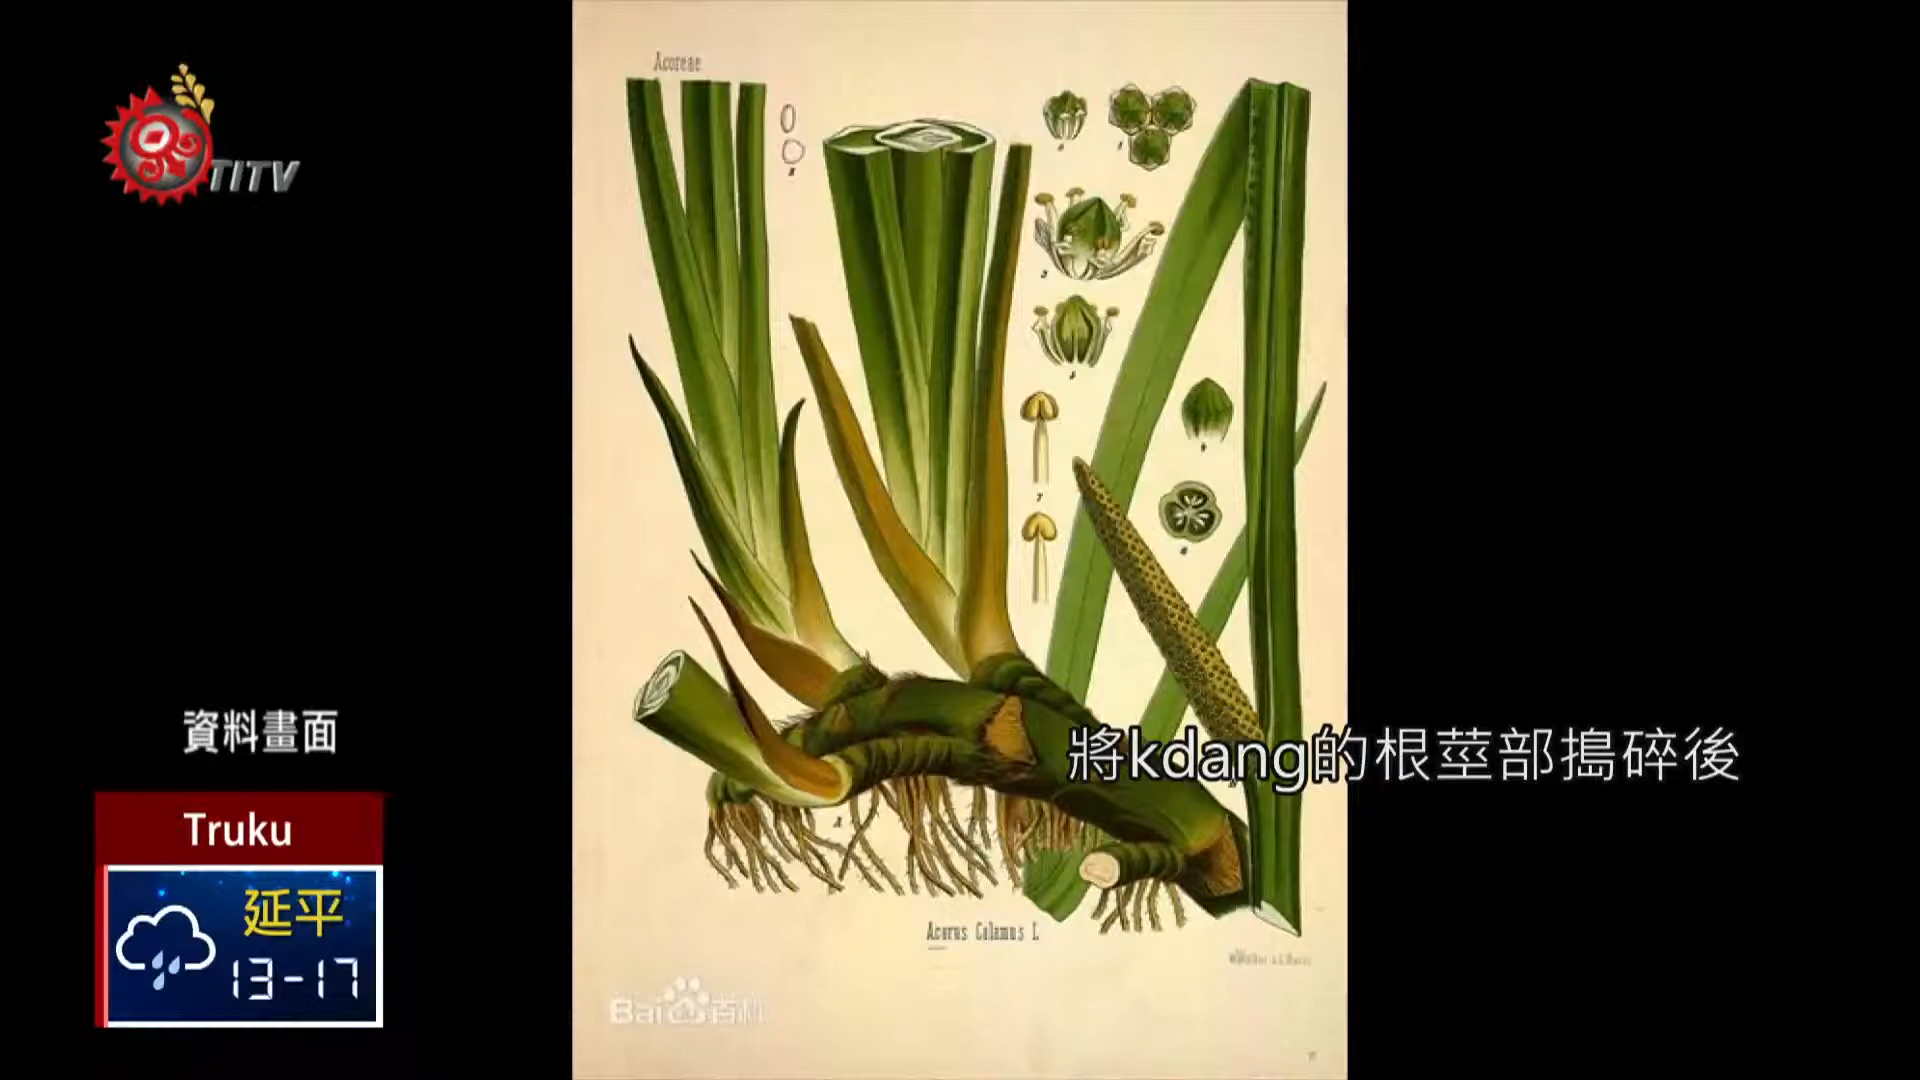 Acoreae
TITV
資料畫面
將kdang的根莖部搗碎後
Truku
延平
13-17
Acorus Calamus L
Bai百科